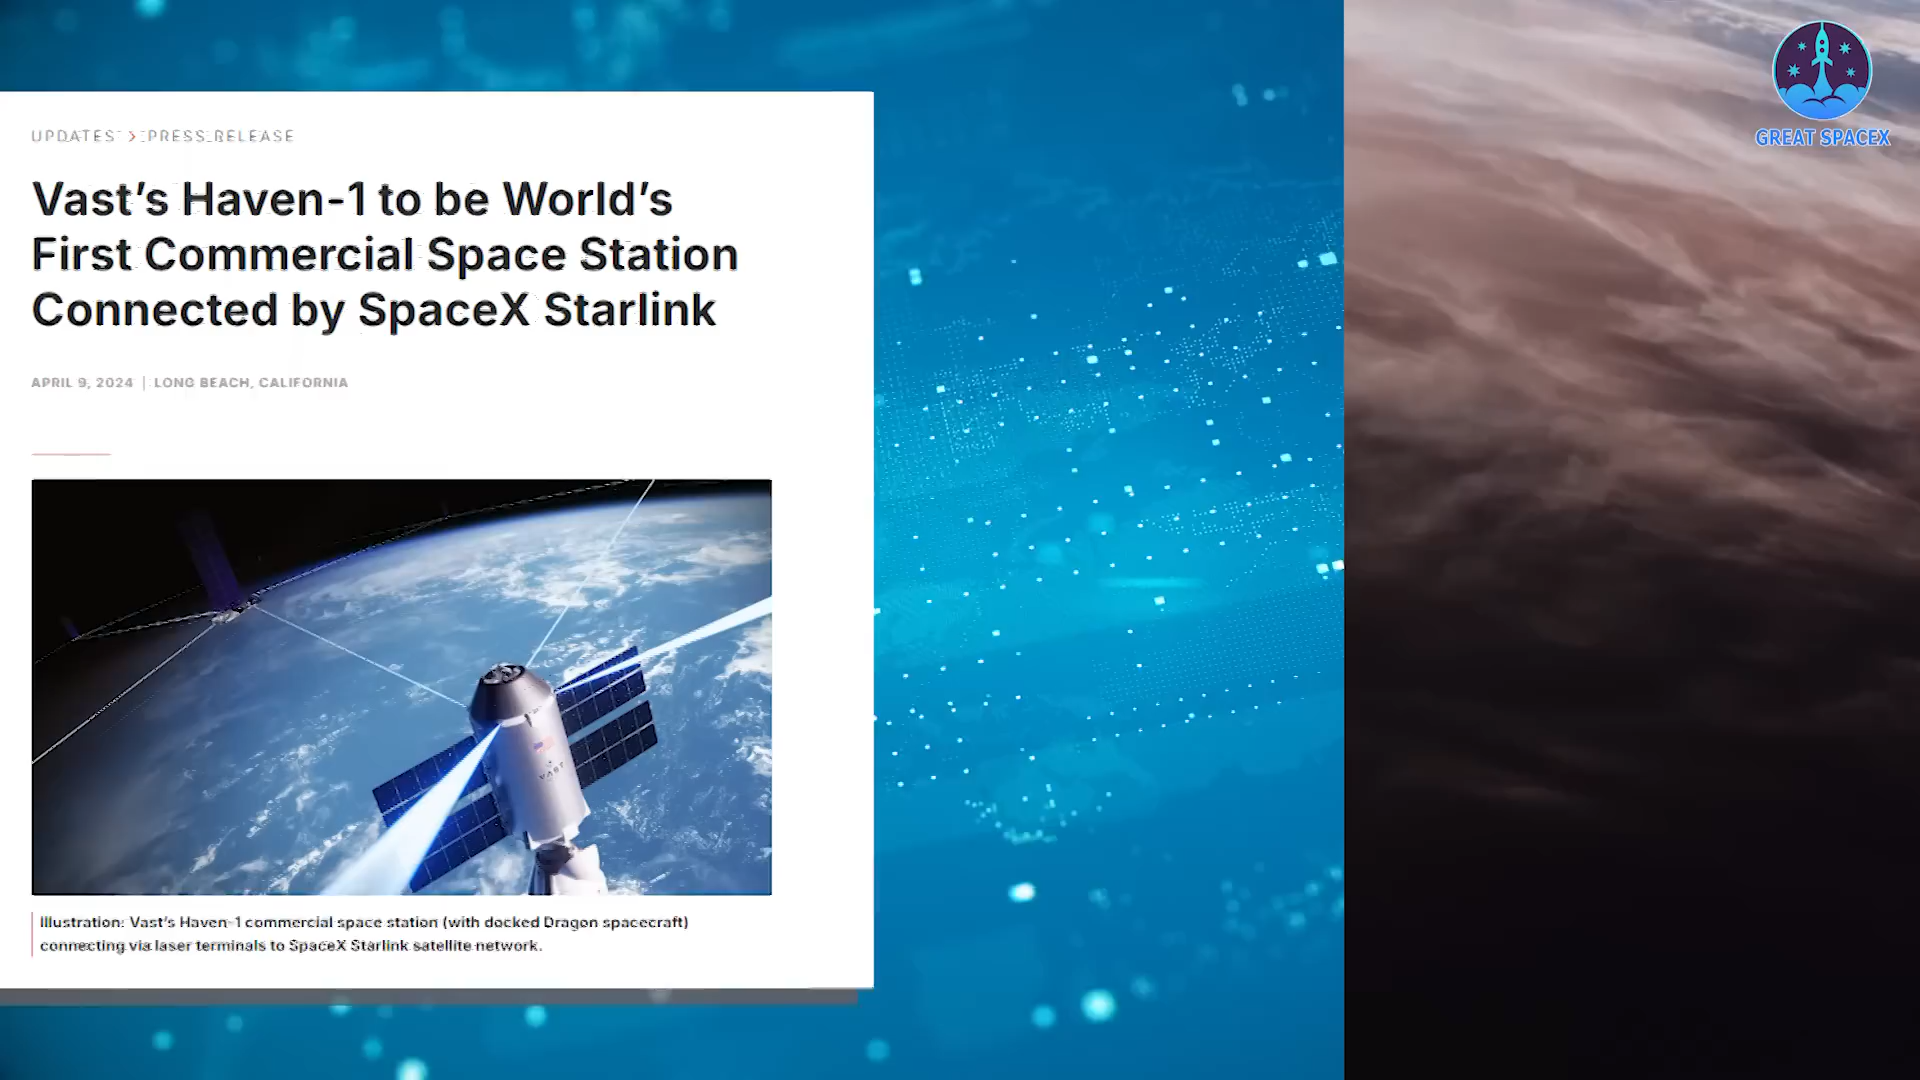 UPDATES > PRESS RELEASE
Vast’s Haven-1 to be World’s
First Commercial Space Station
Connected by SpaceX Starlink
APRIL 9, 2024 | LONG BEACH, CALIFORNIA
VAST
Illustration: Vast’s Haven-1 commercial space station (with docked Dragon spacecraft)
connecting via laser terminals to SpaceX Starlink satellite network.
GREAT SPACEX